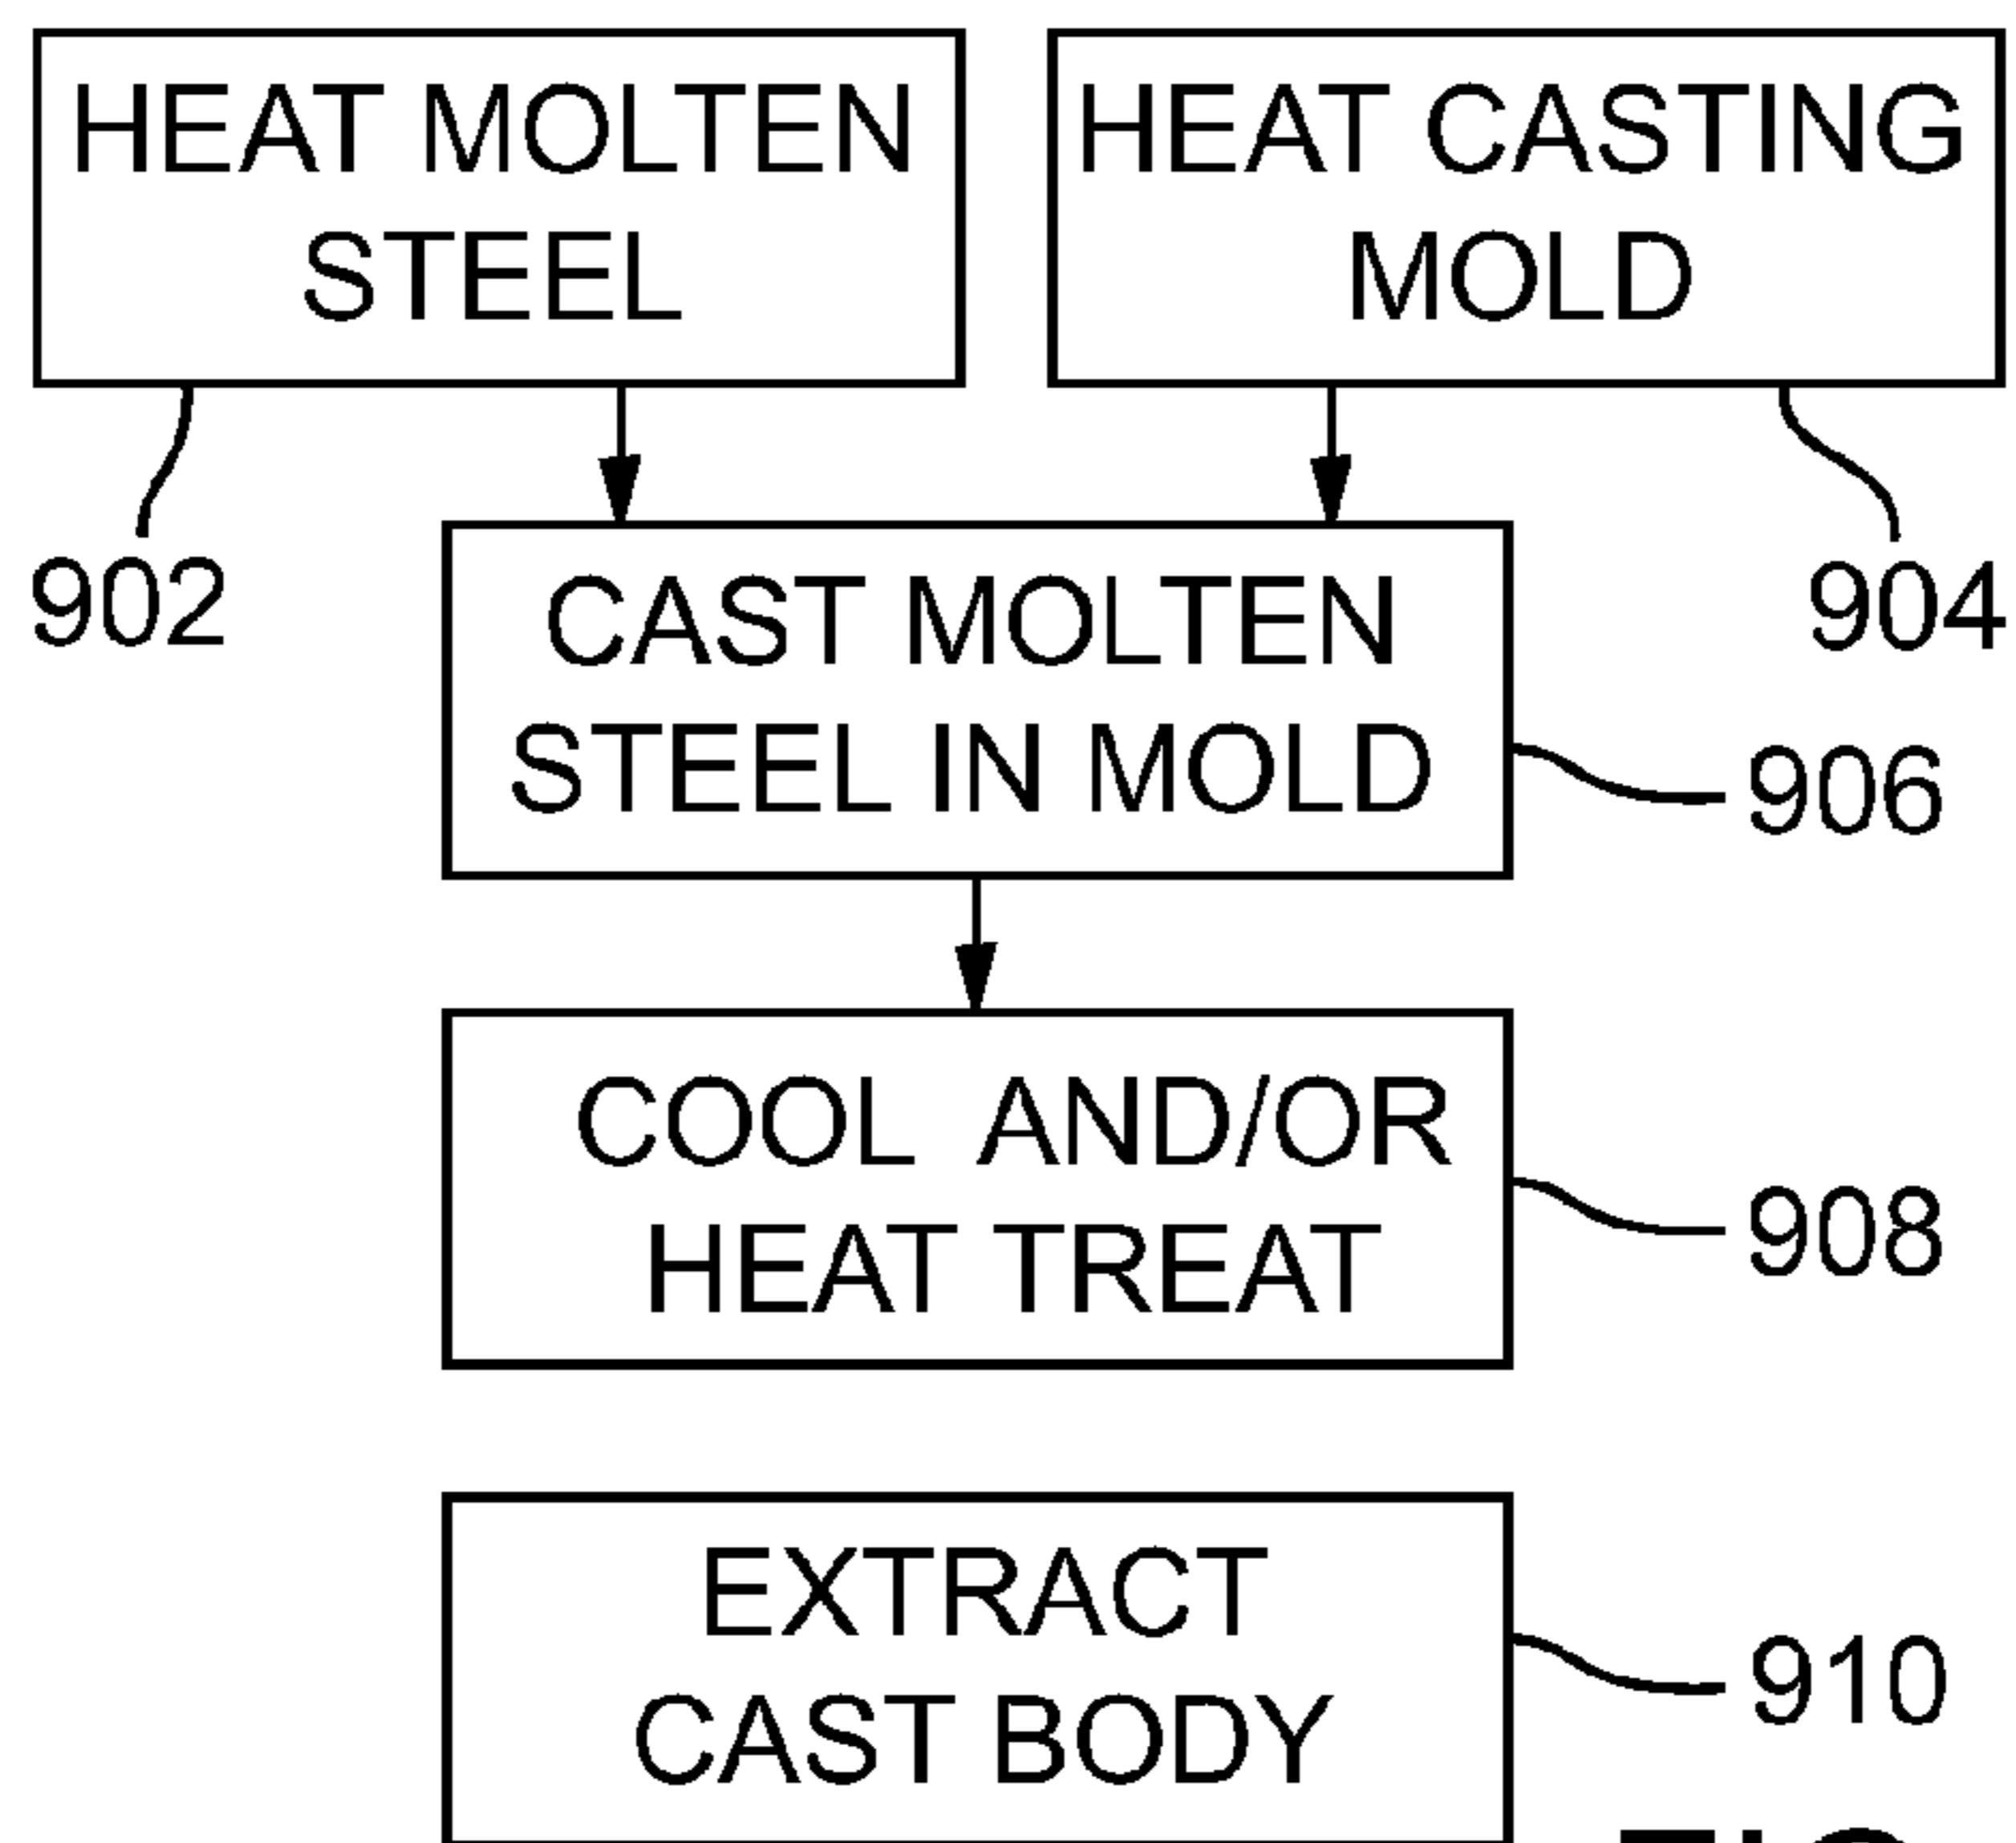 HEAT MOLTEN
STEEL
HEAT CASTING
MOLD
902
904
CAST MOLTEN
STEEL IN MOLD
906
COOL AND/OR
HEAT TREAT
908
EXTRACT
CAST BODY
910